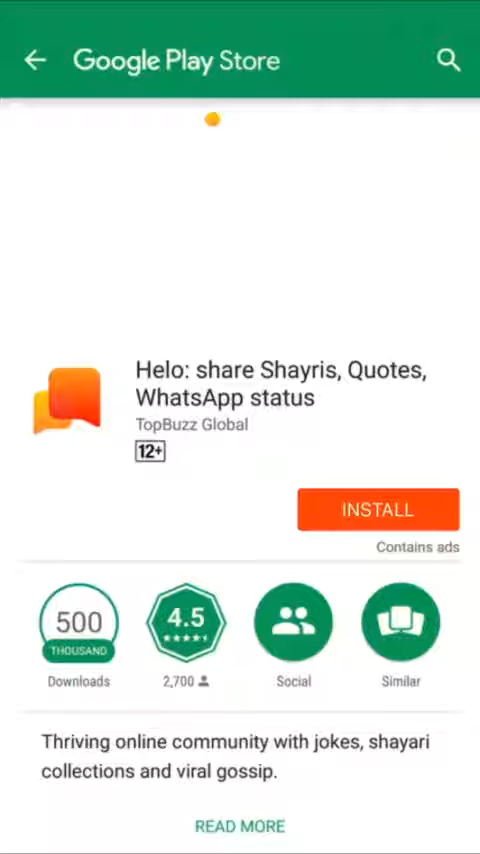 Google Play Store
Helo: share Shayris, Quotes,
WhatsApp status
TopBuzz Global
12+
INSTALL
Contains ads
500
THOUSAND
Downloads
4.5
2,700
Social
Similar
Thriving online community with jokes, shayari
collections and viral gossip.
READ MORE